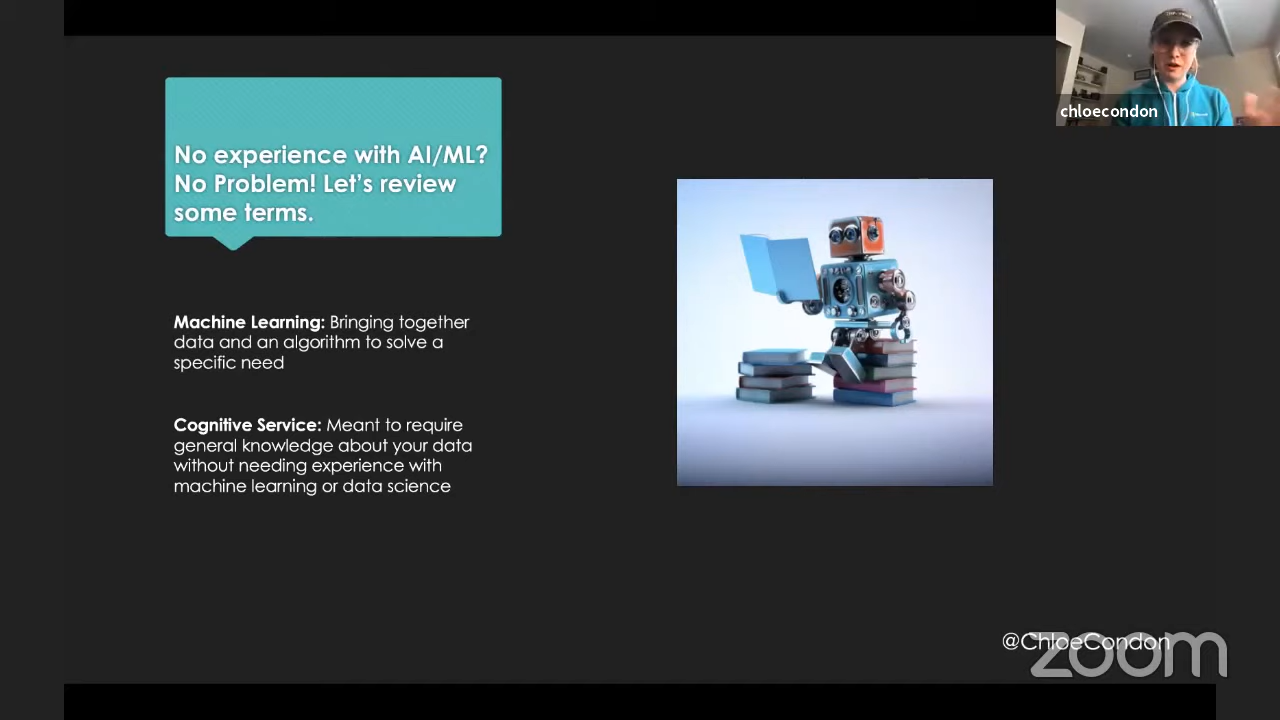 No experience with AI/ML?
No Problem! Let's review
some terms.
Machine Learning: Bringing together
data and an algorithm to solve a
specific need
Cognitive Service: Meant to require
general knowledge about your data
without needing experience with
machine learning or data science
chloecondon
@ChloeCondon
zoom